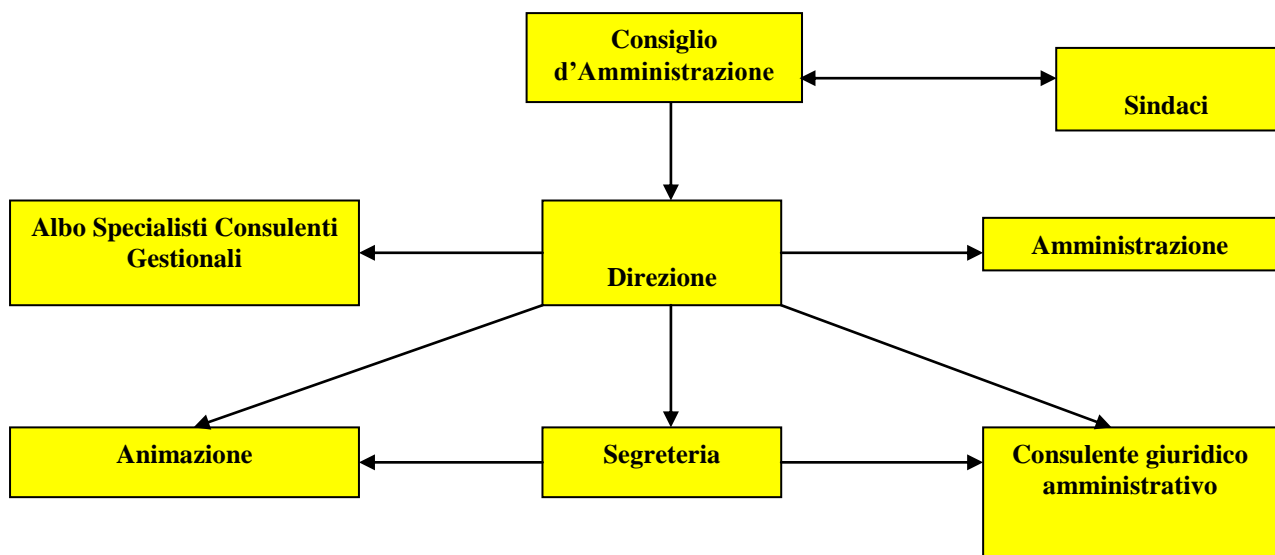 Consiglio
d’Amministrazione
Sindaci
Albo Specialisti Consulenti
Gestionali
Direzione
Amministrazione
Animazione
Segreteria
Consulente giuridico
amministrativo